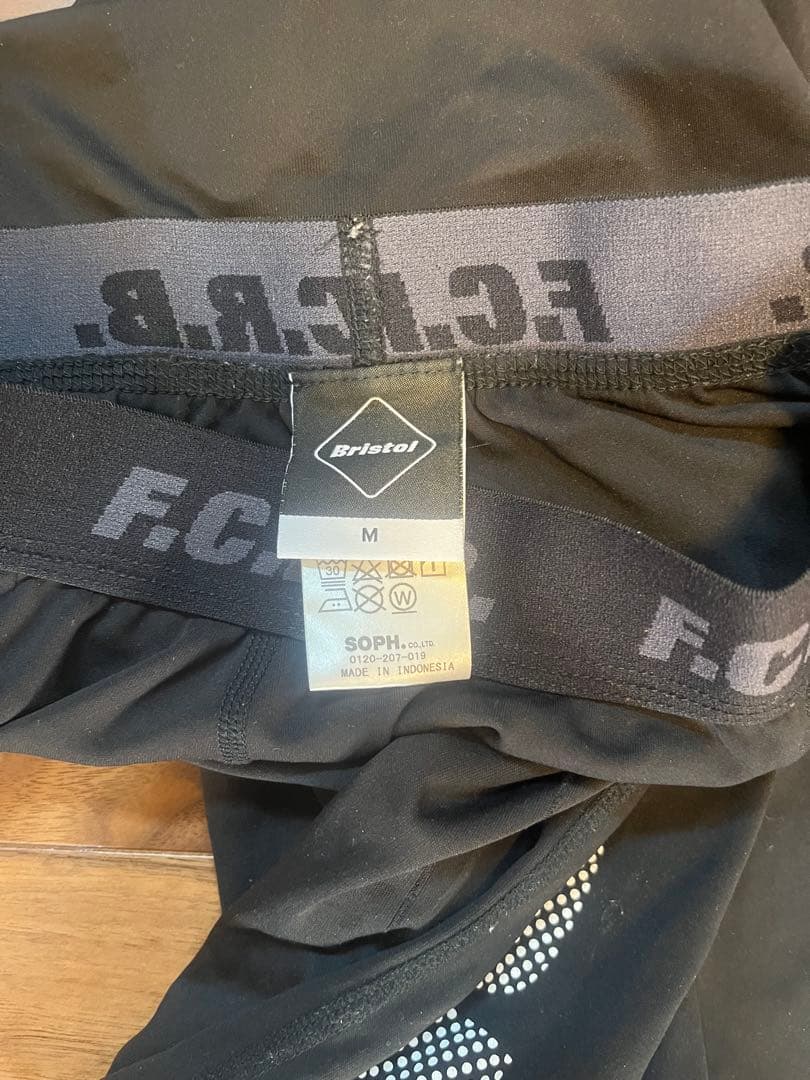 F.C.R.B.
Bristol
M
F.C.R.B.
F.C
30
W
SOPH.CO.,LTD.
0120-207-019
MADE IN INDONESIA